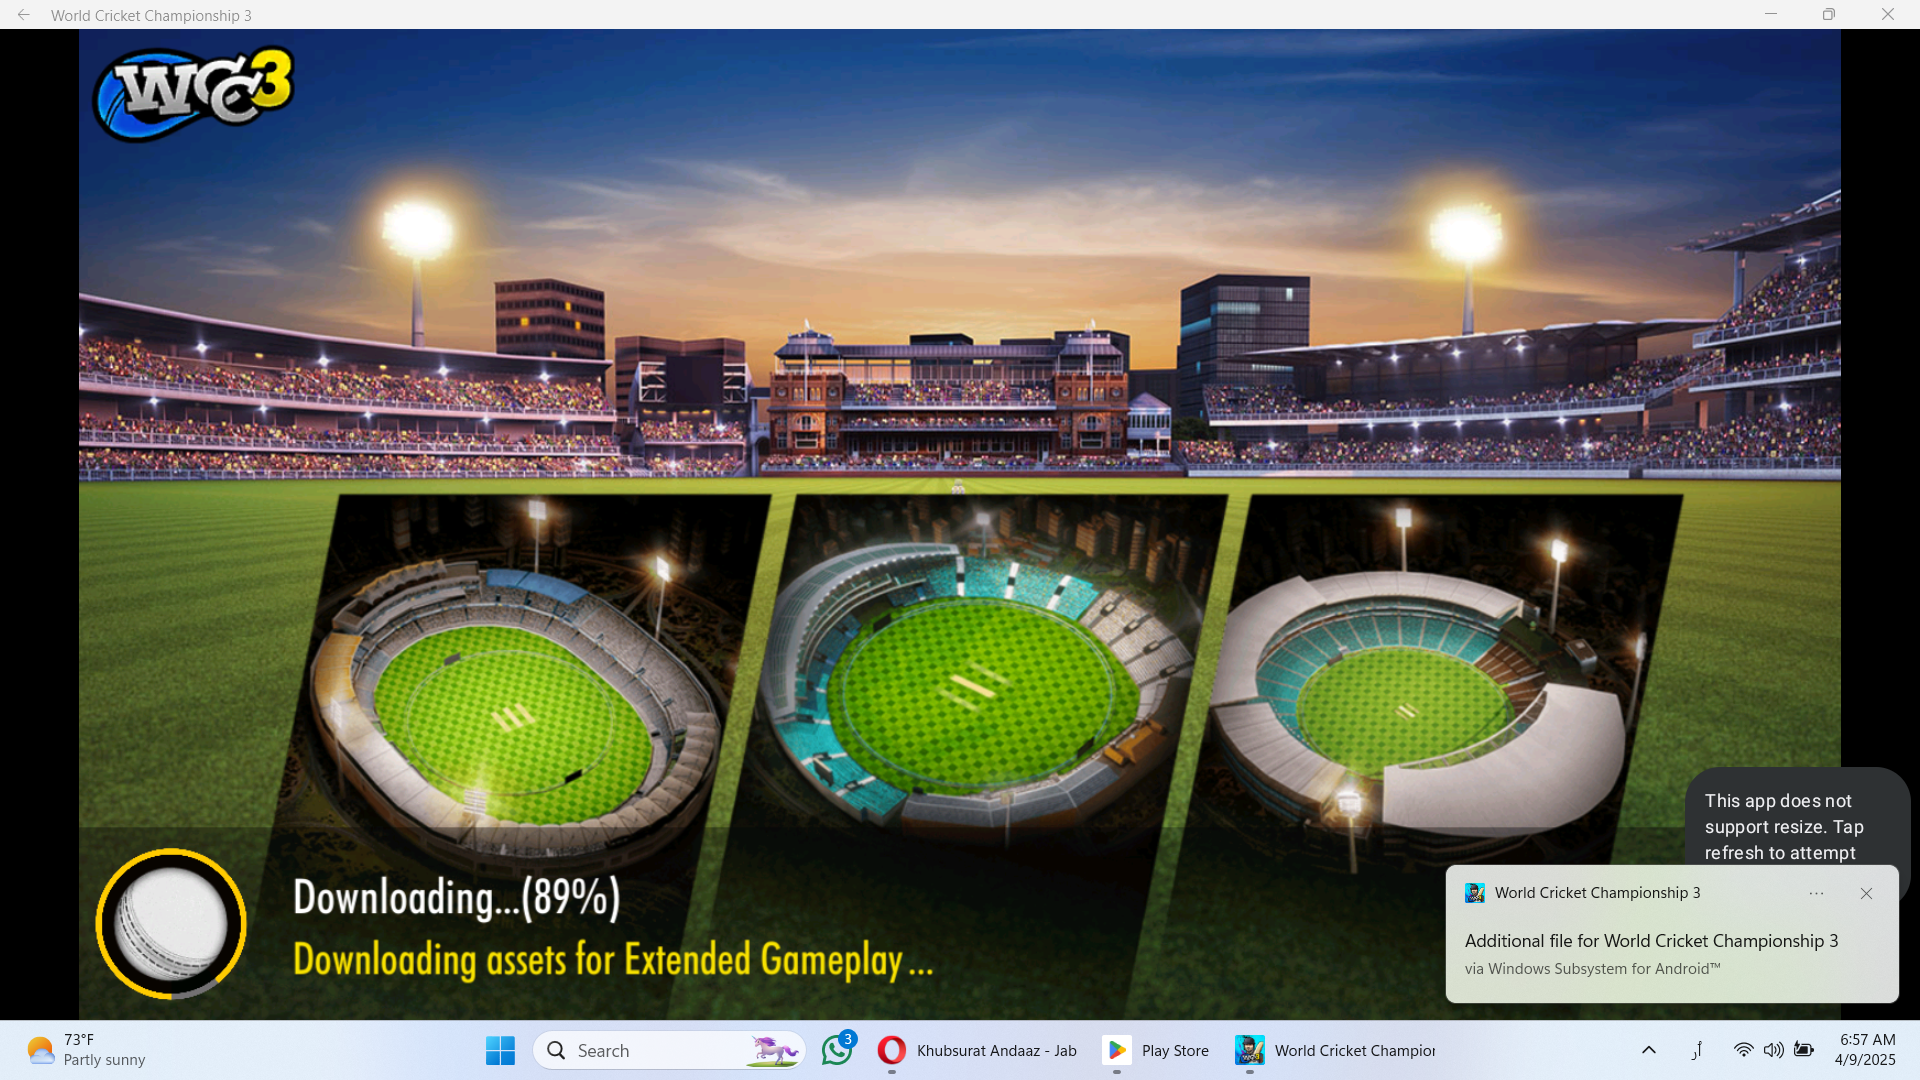 World Cricket Championship 3
WCC3
Downloading...(89%)
Downloading assets for Extended Gameplay ...
This app does not
support resize. Tap
refresh to attempt
World Cricket Championship 3
Additional file for World Cricket Championship 3
via Windows Subsystem for Android™
73°F
Partly sunny
Search
3
Khubsurat Andaaz - Jab
Play Store
World Cricket Champion
أر
6:57 AM
4/9/2025